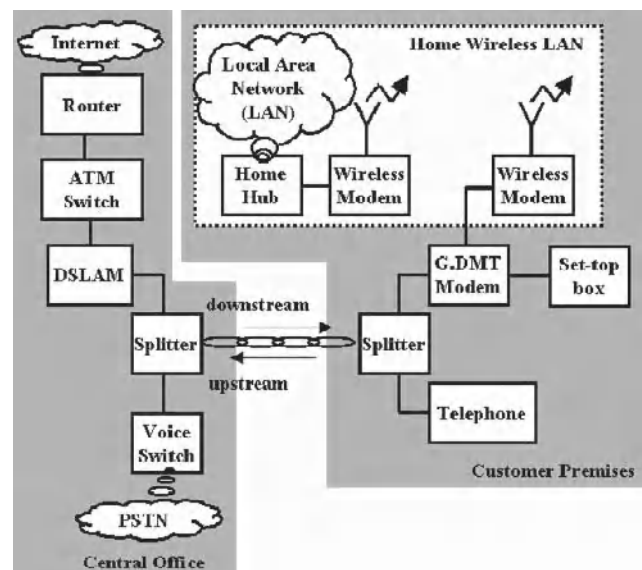 Internet
Router
ATM
Switch
DSLAM
Splitter
Voice
Switch
PSTN
Central Office
downstream
upstream
Home Wireless LAN
Local Area
Network
(LAN)
Home
Hub
Wireless
Modem
Wireless
Modem
G.DMT
Modem
Set-top
box
Splitter
Telephone
Customer Premises